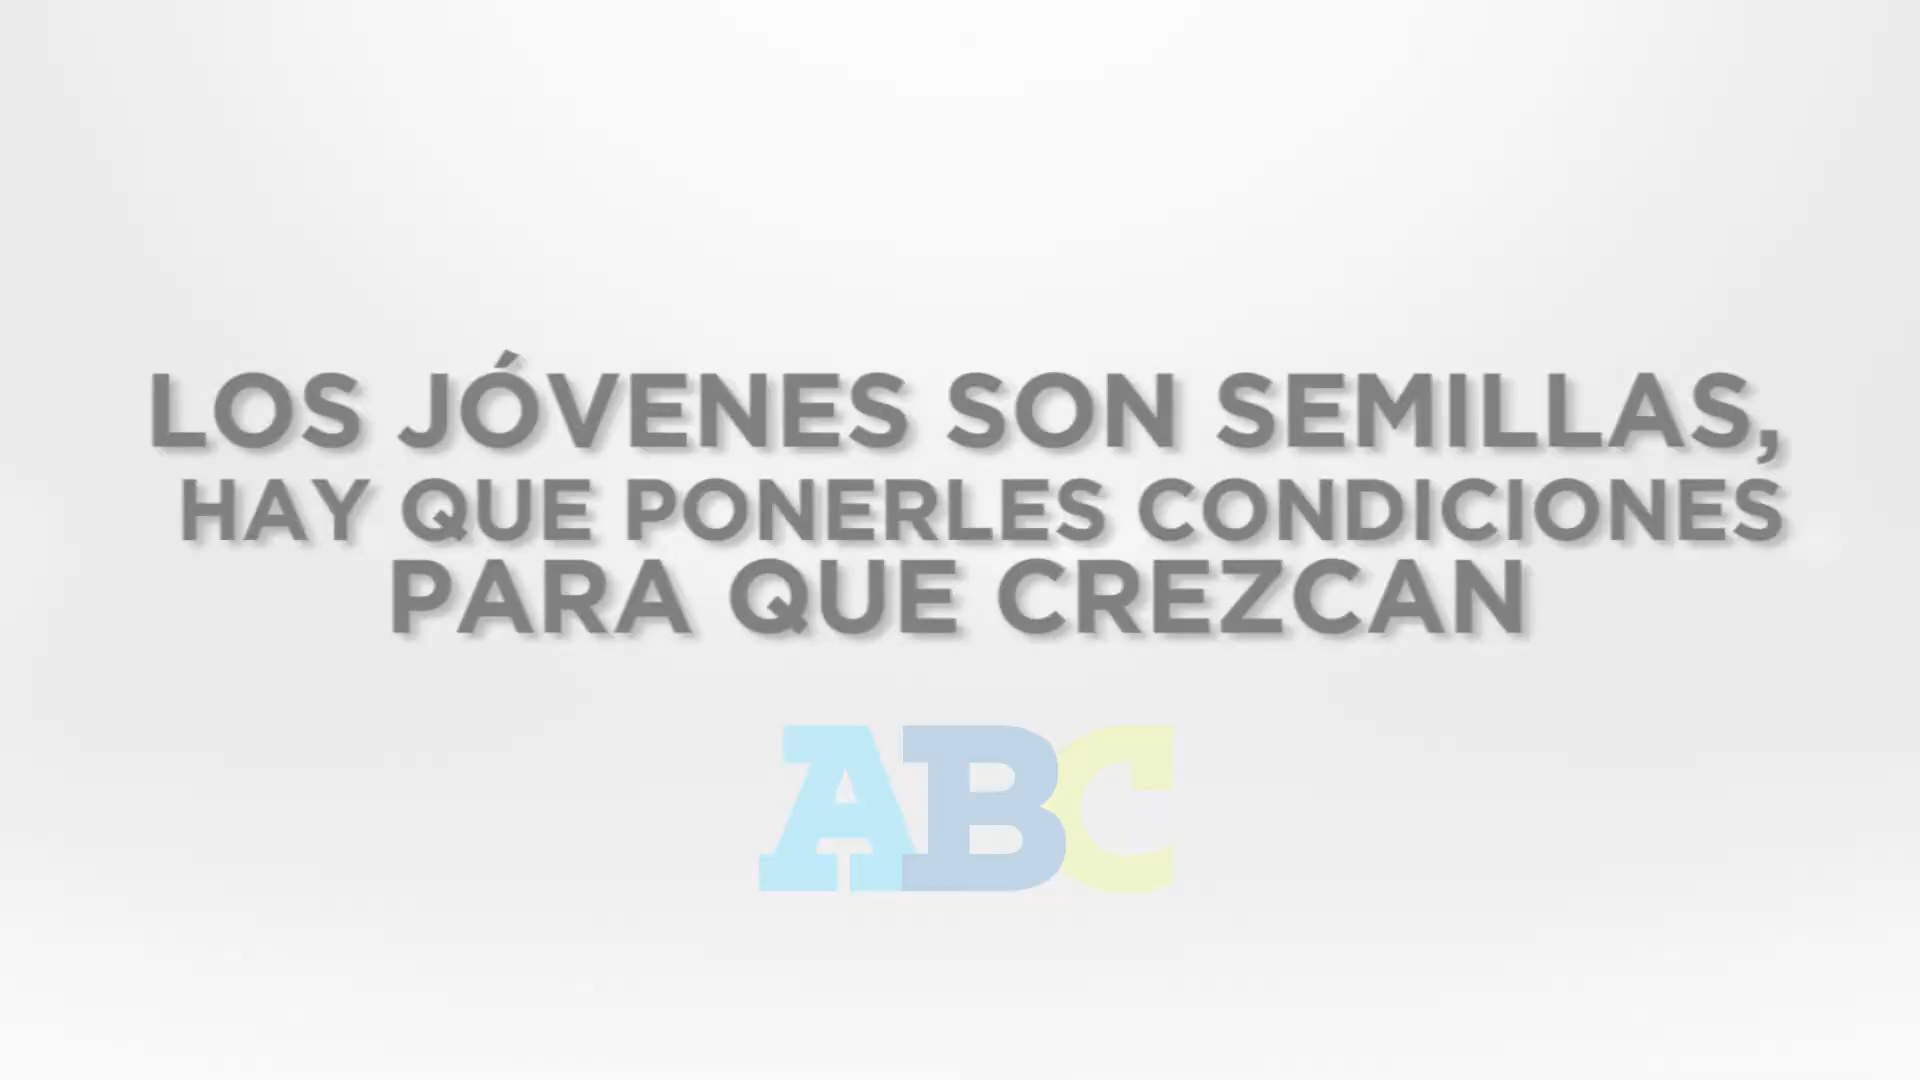 LOS JÓVENES SON SEMILLAS,
HAY QUE PONERLES CONDICIONES
PARA QUE CREZCAN
ABC